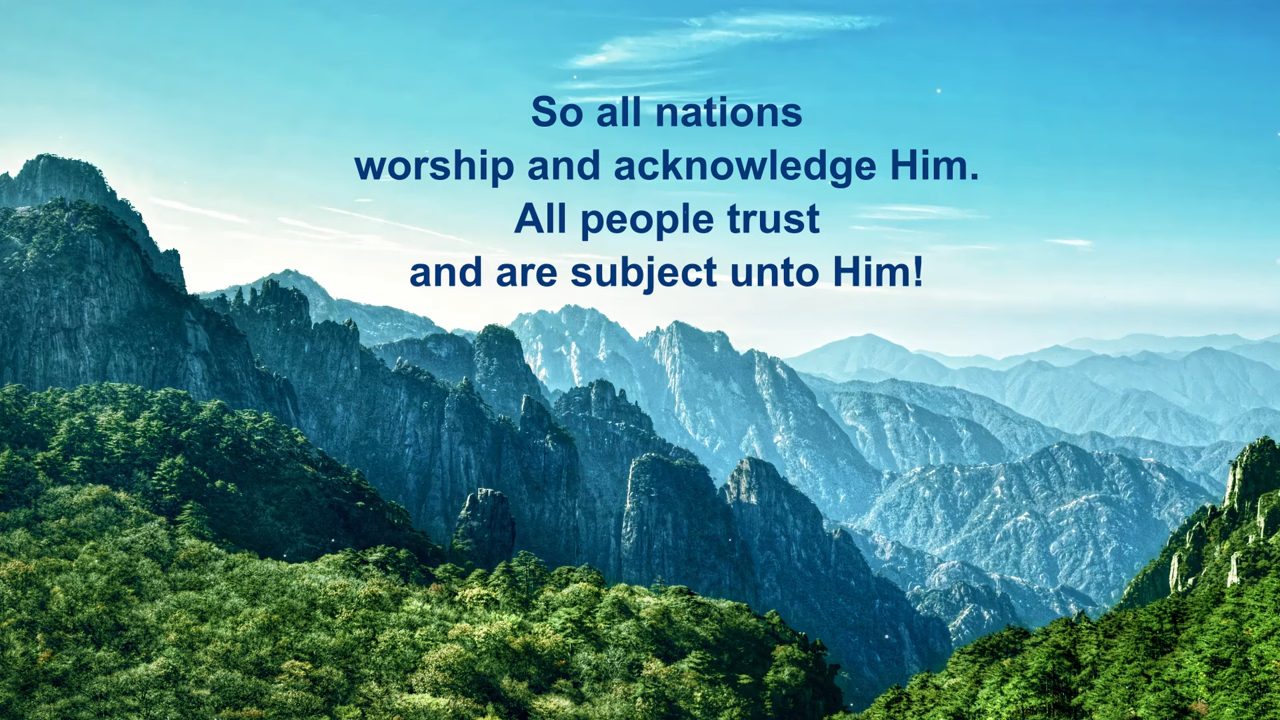 So all nations
worship and acknowledge Him.
All people trust
and are subject unto Him!